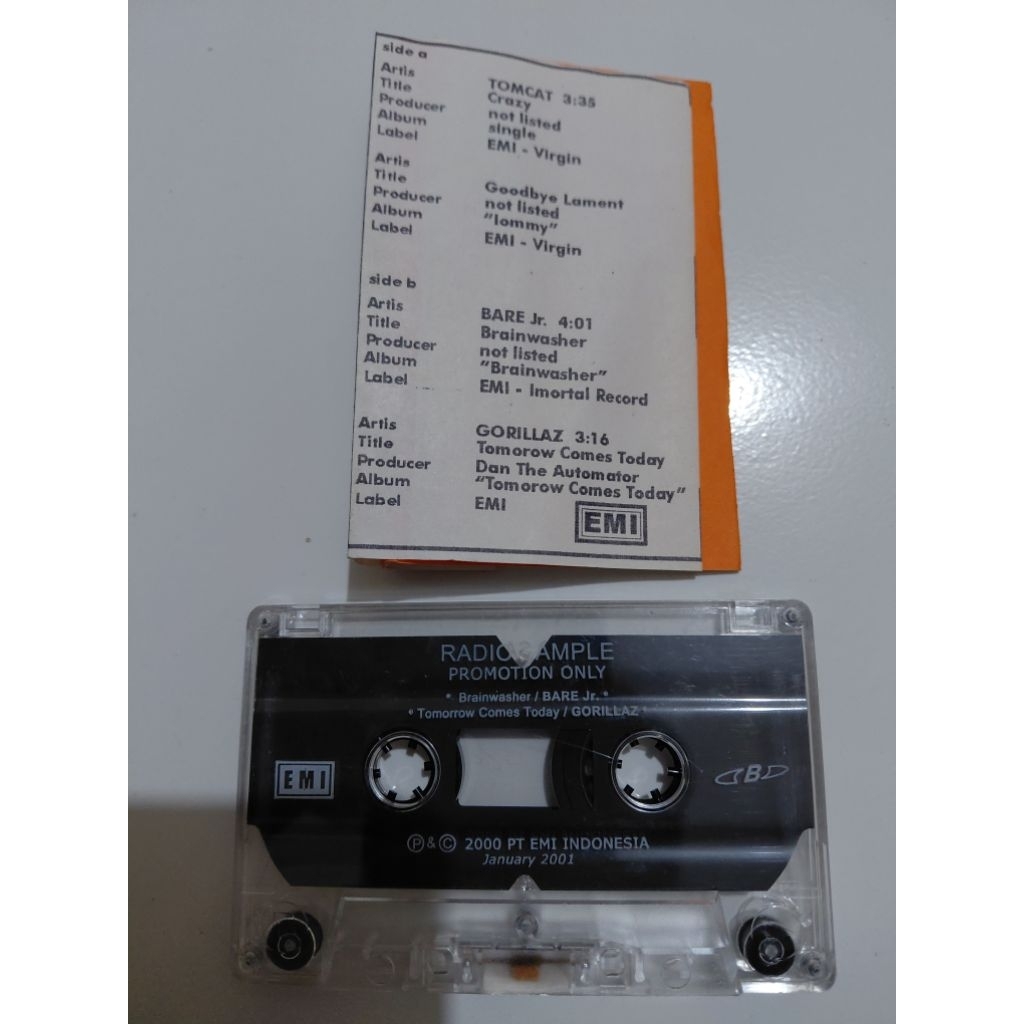 side a
Artis TOMCAT 3:35
Title Crazy
Producer not listed
Album single
Label EMI - Virgin
Artis
Title Goodbye Lament
Producer not listed
Album "Iommy"
Label EMI - Virgin
side b
Artis BARE Jr. 4:01
Title Brainwasher
Producer not listed
Album "Brainwasher"
Label EMI - Imortal Record
Artis GORILLAZ 3:16
Title Tomorow Comes Today
Producer Dan The Automator
Album "Tomorow Comes Today"
Label EMI
EMI
RADIO SAMPLE
PROMOTION ONLY
* Brainwasher / BARE Jr. *
* Tomorrow Comes Today / GORILLAZ *
EMI
B
Ⓟ & © 2000 PT EMI INDONESIA
January 2001